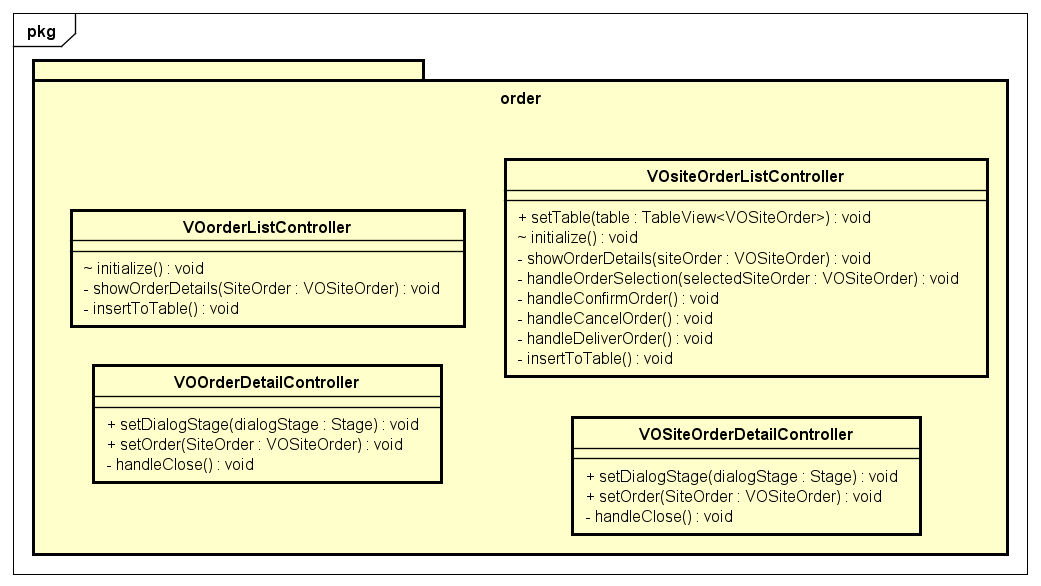 pkg
order
VOorderListController
~ initialize() : void
- showOrderDetails(SiteOrder : VOSiteOrder) : void
- insertToTable() : void
VOsiteOrderListController
+ setTable(table : TableView<VOSiteOrder>) : void
~ initialize() : void
- showOrderDetails(siteOrder : VOSiteOrder) : void
- handleOrderSelection(selectedSiteOrder : VOSiteOrder) : void
- handleConfirmOrder() : void
- handleCancelOrder() : void
- handleDeliverOrder() : void
- insertToTable() : void
VOOrderDetailController
+ setDialogStage(dialogStage : Stage) : void
+ setOrder(SiteOrder : VOSiteOrder) : void
- handleClose() : void
VOSiteOrderDetailController
+ setDialogStage(dialogStage : Stage) : void
+ setOrder(SiteOrder : VOSiteOrder) : void
- handleClose() : void